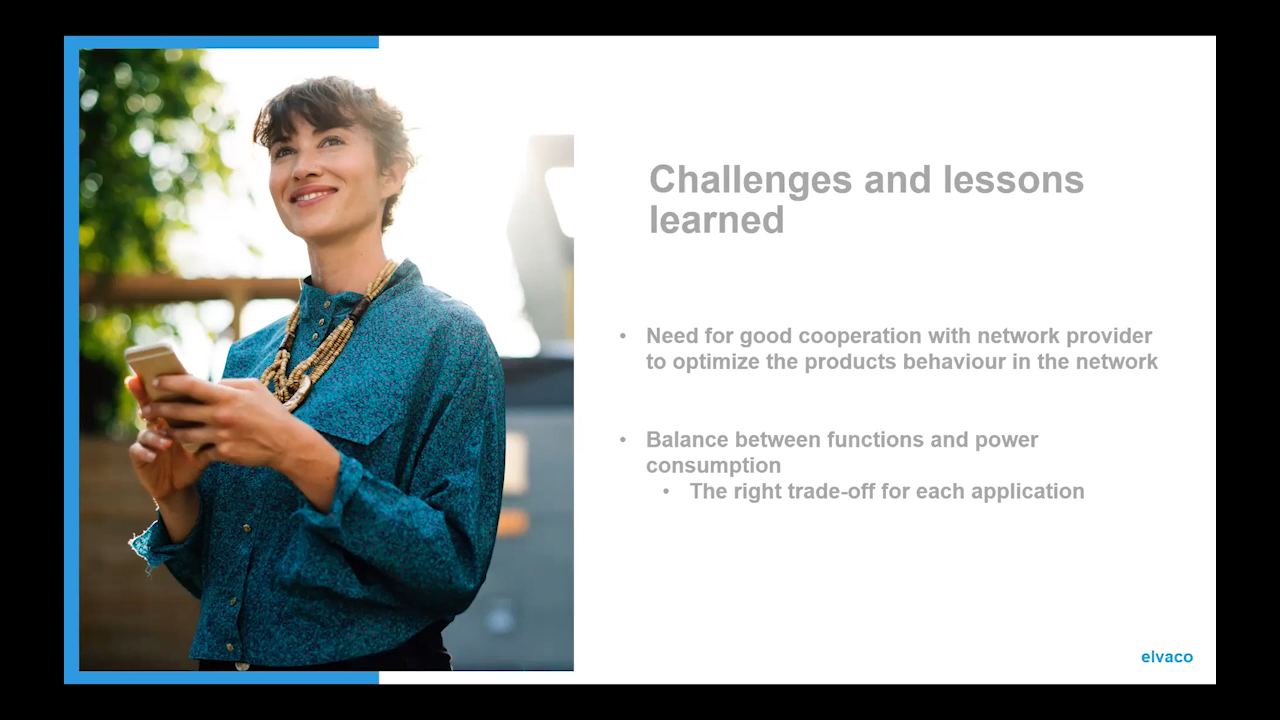 Challenges and lessons
learned
• Need for good cooperation with network provider
to optimize the products behaviour in the network
• Balance between functions and power
consumption
• The right trade-off for each application
elvaco